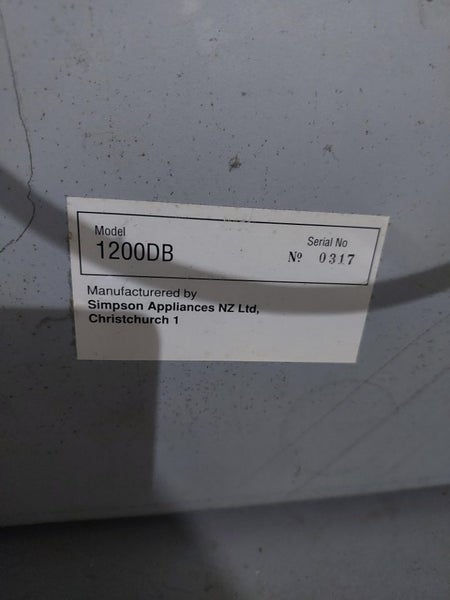 Model
1200DB
Serial No
Nº 0317
Manufacturered by
Simpson Appliances NZ Ltd,
Christchurch 1